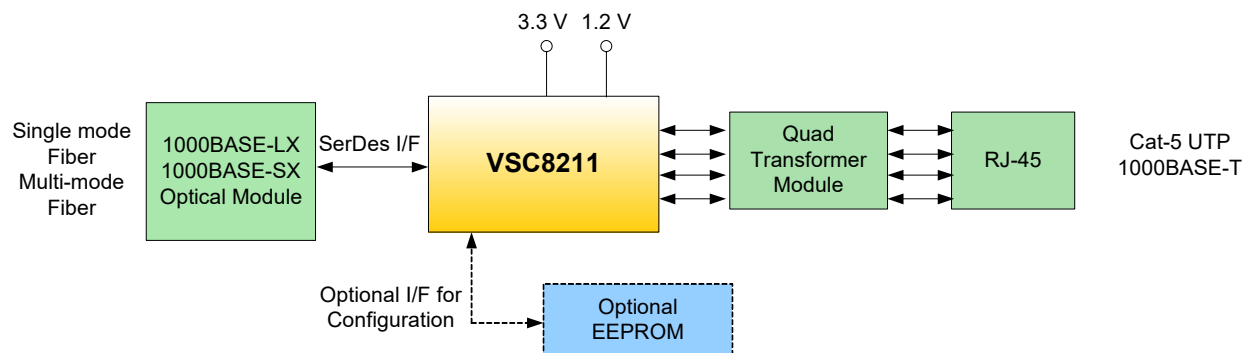 3.3 V
1.2 V
Single mode
Fiber
Multi-mode
Fiber
1000BASE-LX
1000BASE-SX
Optical Module
SerDes I/F
VSC8211
Quad
Transformer
Module
RJ-45
Cat-5 UTP
1000BASE-T
Optional I/F for
Configuration
Optional
EEPROM